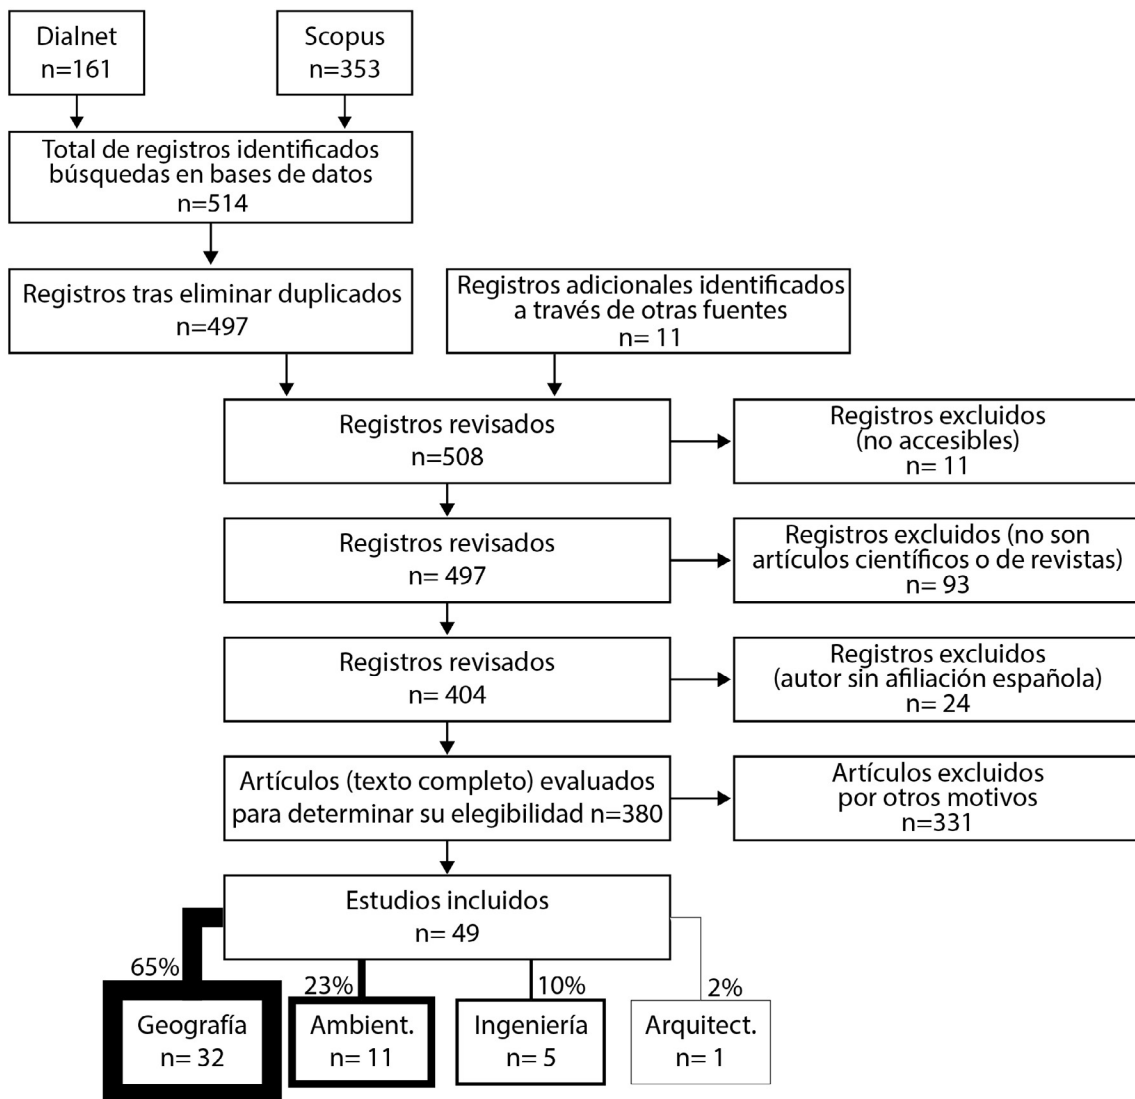 Dialnet
n=161
Scopus
n=353
Total de registros identificados
búsquedas en bases de datos
n=514
Registros tras eliminar duplicados
n=497
Registros adicionales identificados
a través de otras fuentes
n= 11
Registros revisados
n=508
Registros excluidos
(no accesibles)
n= 11
Registros revisados
n= 497
Registros excluidos (no son
artículos científicos o de revistas)
n= 93
Registros revisados
n= 404
Registros excluidos
(autor sin afiliación española)
n= 24
Artículos (texto completo) evaluados
para determinar su elegibilidad n=380
Artículos excluidos
por otros motivos
n=331
Estudios incluidos
n= 49
65%
Geografía
n= 32
23%
Ambient.
n= 11
10%
Ingeniería
n= 5
2%
Arquitect.
n= 1